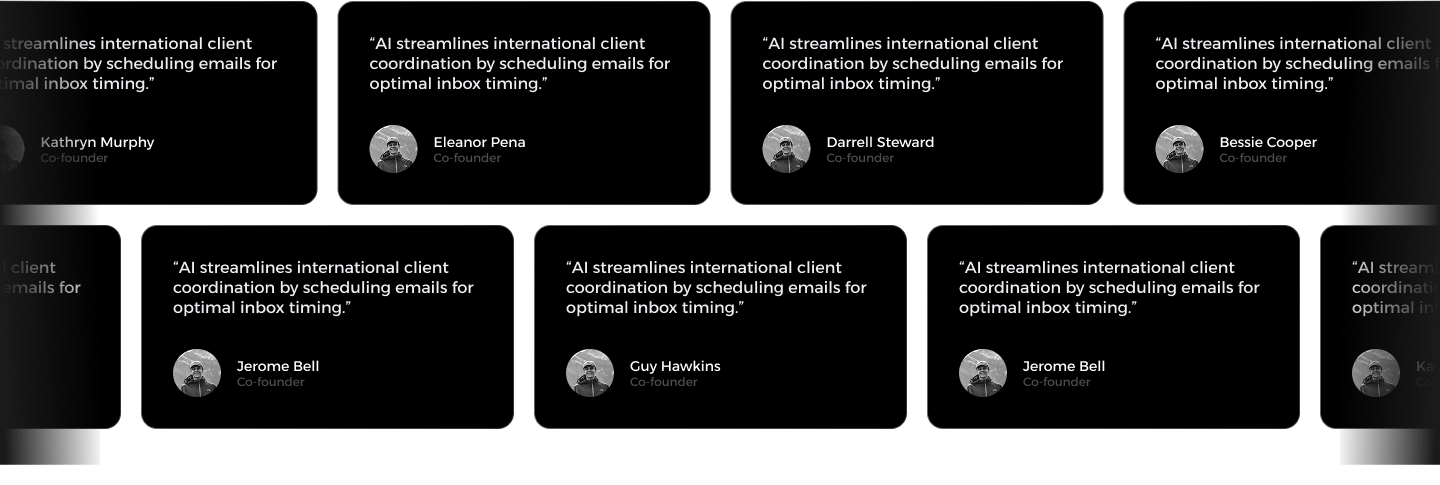 streamlines international client
ordination by scheduling emails for
timal inbox timing.”
Kathryn Murphy
Co-founder
“AI streamlines international client
coordination by scheduling emails for
optimal inbox timing.”
Eleanor Pena
Co-founder
“AI streamlines international client
coordination by scheduling emails for
optimal inbox timing.”
Darrell Steward
Co-founder
“AI streamlines international client
coordination by scheduling emails f
optimal inbox timing.”
Bessie Cooper
Co-founder
l client
emails for
“AI streamlines international client
coordination by scheduling emails for
optimal inbox timing.”
Jerome Bell
Co-founder
“AI streamlines international client
coordination by scheduling emails for
optimal inbox timing.”
Guy Hawkins
Co-founder
“AI streamlines international client
coordination by scheduling emails for
optimal inbox timing.”
Jerome Bell
Co-founder
“AI stream
coordinati
optimal in
Ka
Co